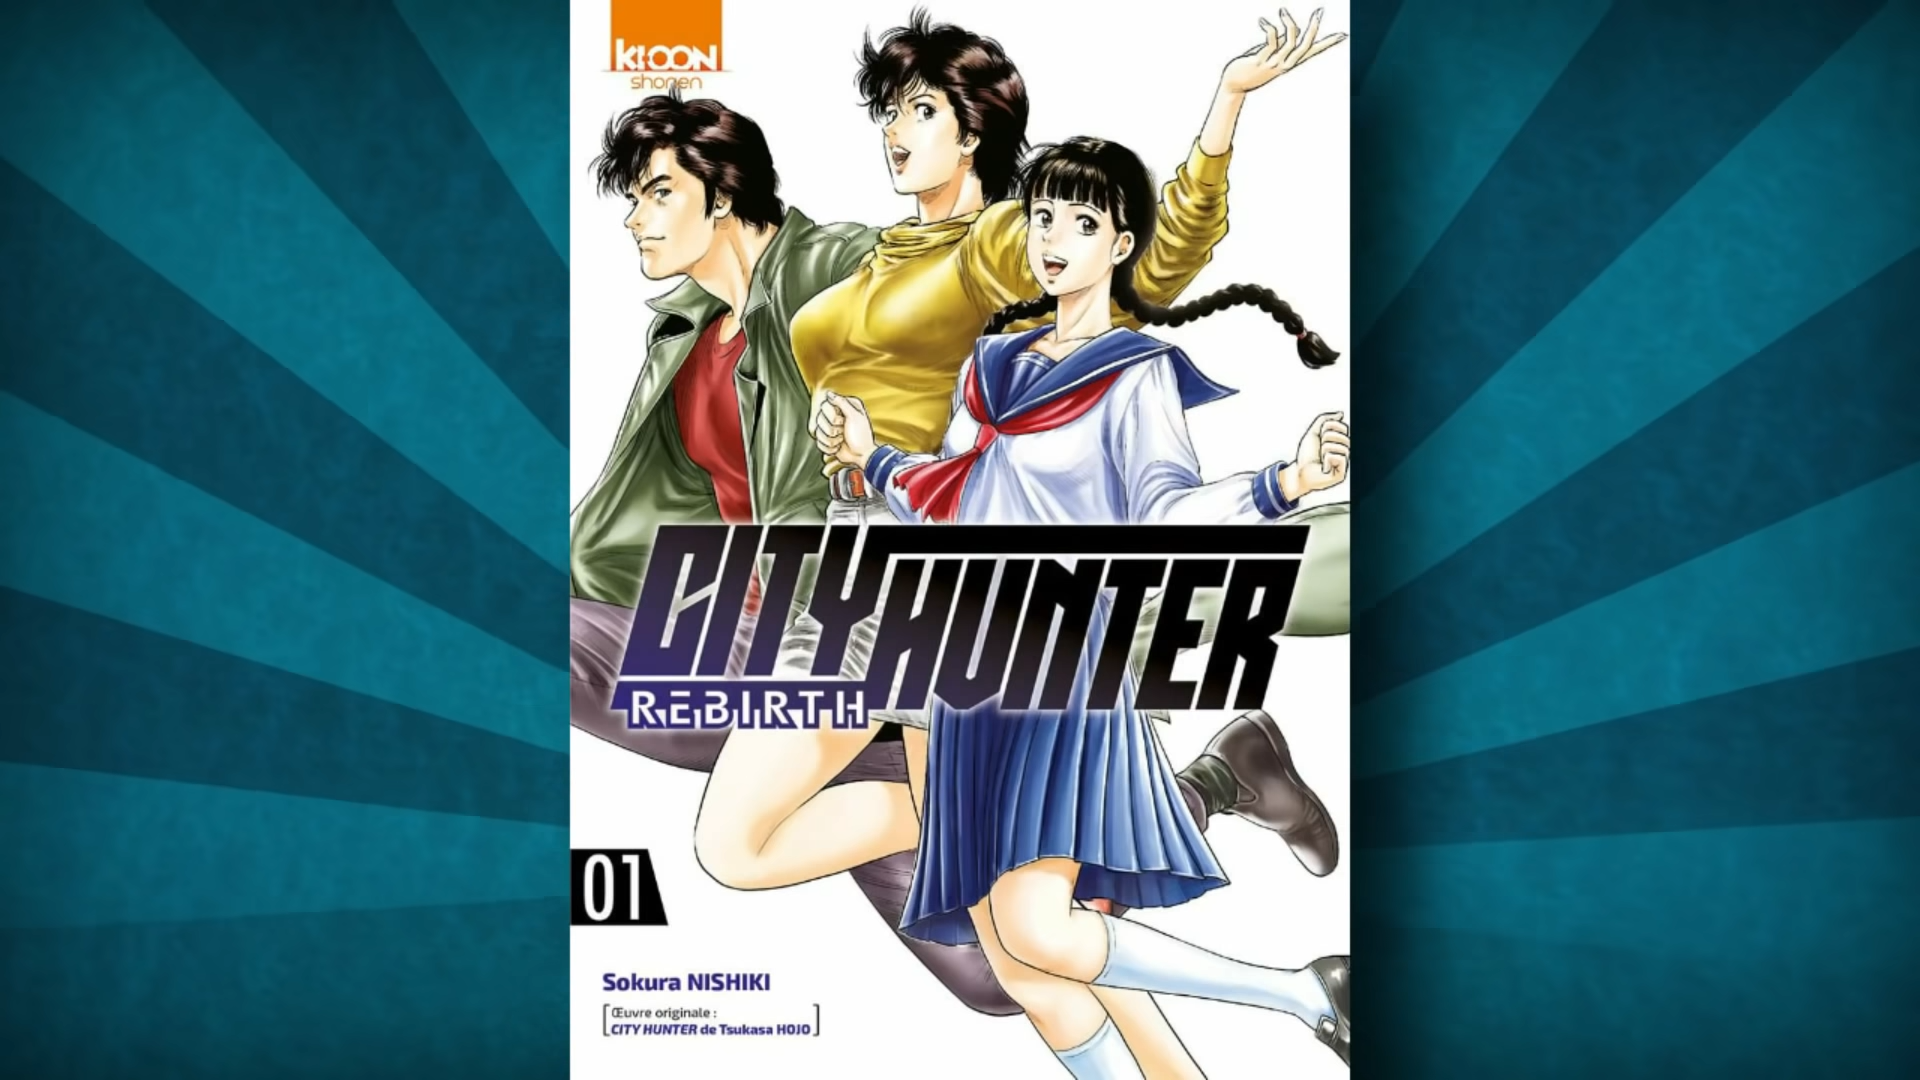 KI-OON
shonen
CITY HUNTER
REBIRTH
01
Sokura NISHIKI
Œuvre originale :
CITY HUNTER de Tsukasa HOJO